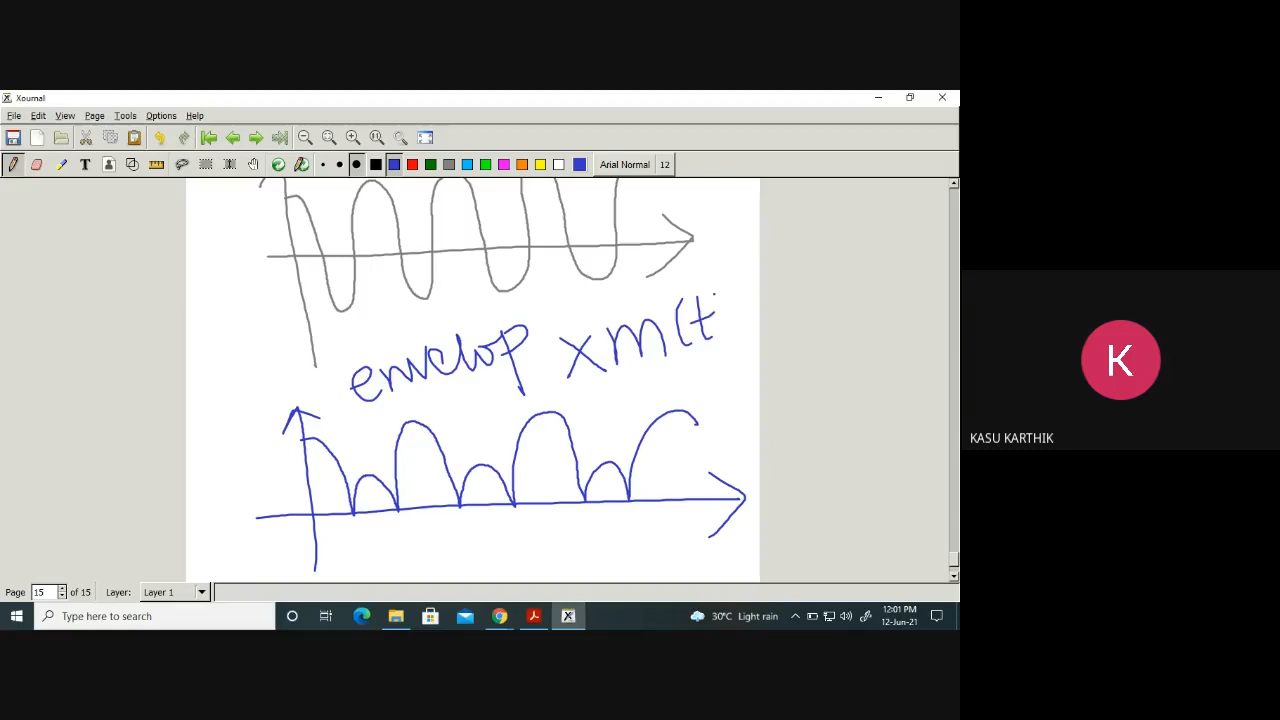 Xournal
File Edit View Page Tools Options Help
T Arial Normal 12
envelop xm(t
K
KASU KARTHIK
Page 15 of 15 Layer: Layer 1
Type here to search 30°C Light rain 12:01 PM
12-Jun-21